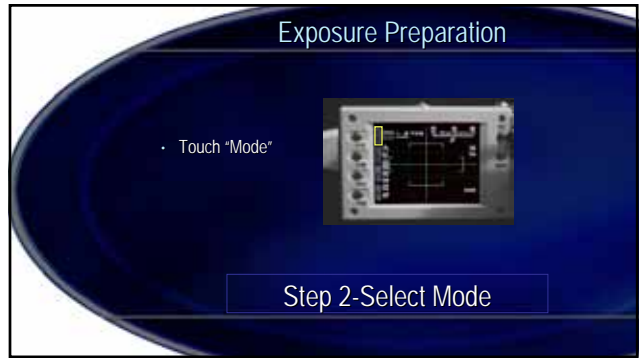 Exposure Preparation
• Touch “Mode”
Step 2-Select Mode